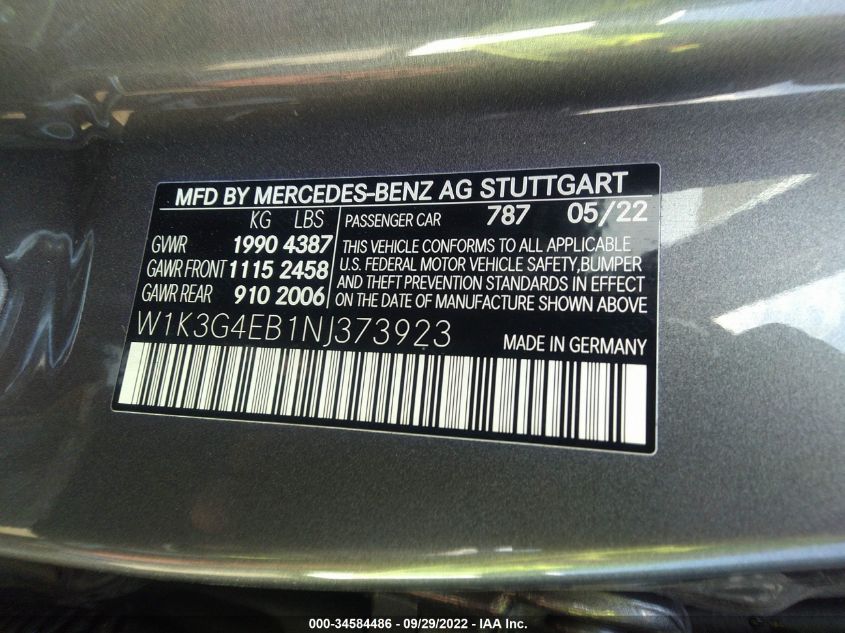 MFD BY MERCEDES-BENZ AG STUTTGART
KG LBS
GVWR 1990 4387
GAWR FRONT 1115 2458
GAWR REAR 910 2006
PASSENGER CAR 787 05/22
THIS VEHICLE CONFORMS TO ALL APPLICABLE
U.S. FEDERAL MOTOR VEHICLE SAFETY,BUMPER
AND THEFT PREVENTION STANDARDS IN EFFECT
ON THE DATE OF MANUFACTURE SHOWN ABOVE
W1K3G4EB1NJ373923
MADE IN GERMANY
000-34584486 - 09/29/2022 - IAA Inc.